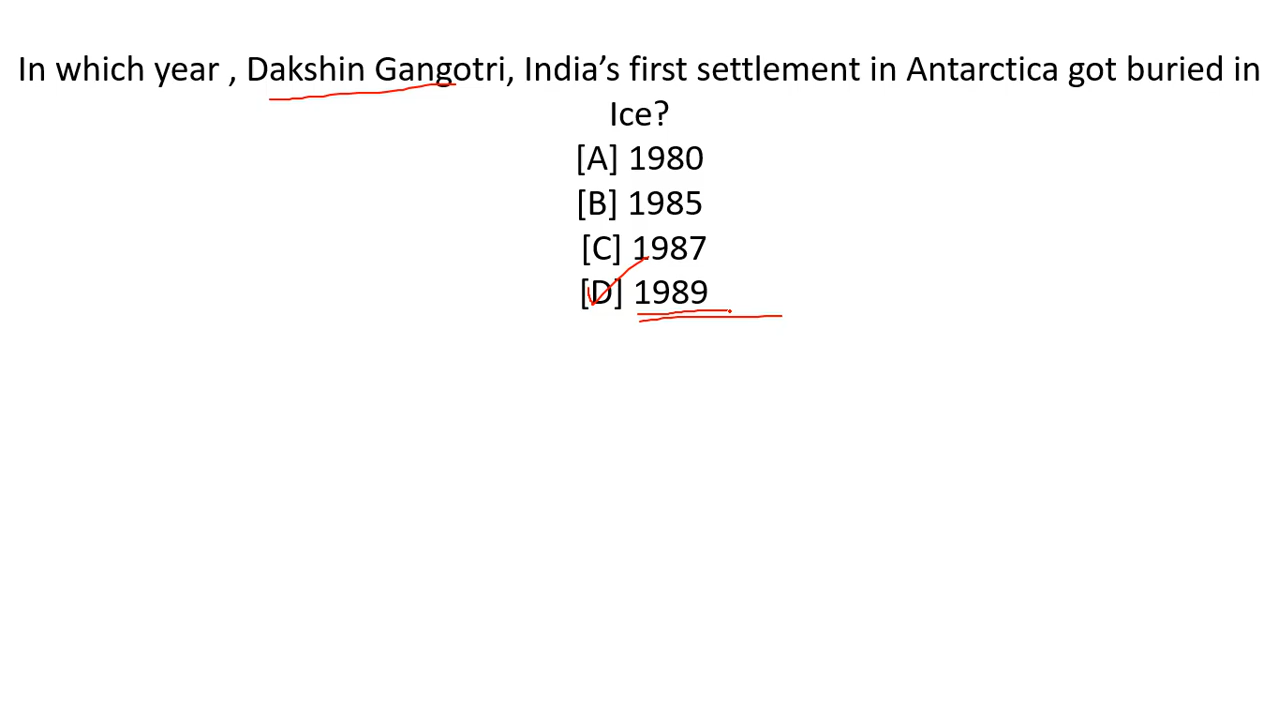 In which year , Dakshin Gangotri, India’s first settlement in Antarctica got buried in
Ice?
[A] 1980
[B] 1985
[C] 1987
[D] 1989